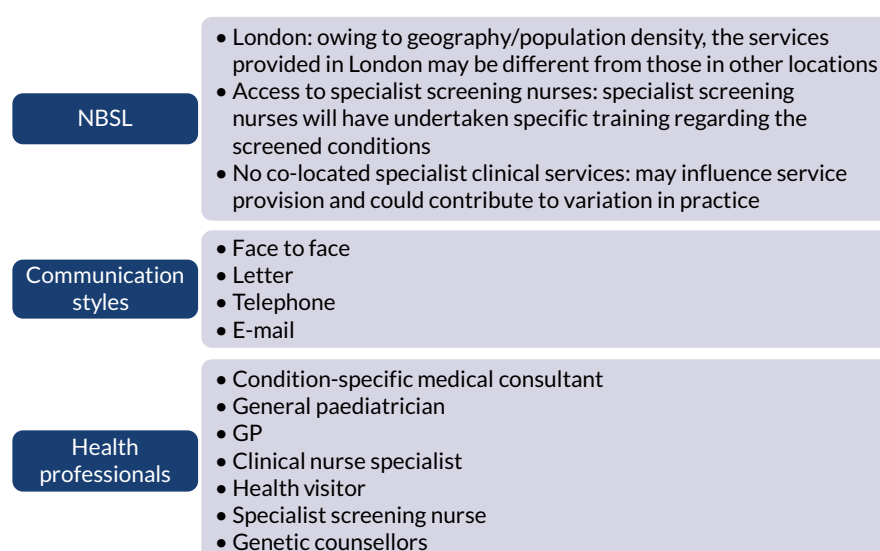 NBSL
• London: owing to geography/population density, the services
provided in London may be different from those in other locations
• Access to specialist screening nurses: specialist screening
nurses will have undertaken specific training regarding the
screened conditions
• No co-located specialist clinical services: may influence service
provision and could contribute to variation in practice
Communication
styles
• Face to face
• Letter
• Telephone
• E-mail
Health
professionals
• Condition-specific medical consultant
• General paediatrician
• GP
• Clinical nurse specialist
• Health visitor
• Specialist screening nurse
• Genetic counsellors